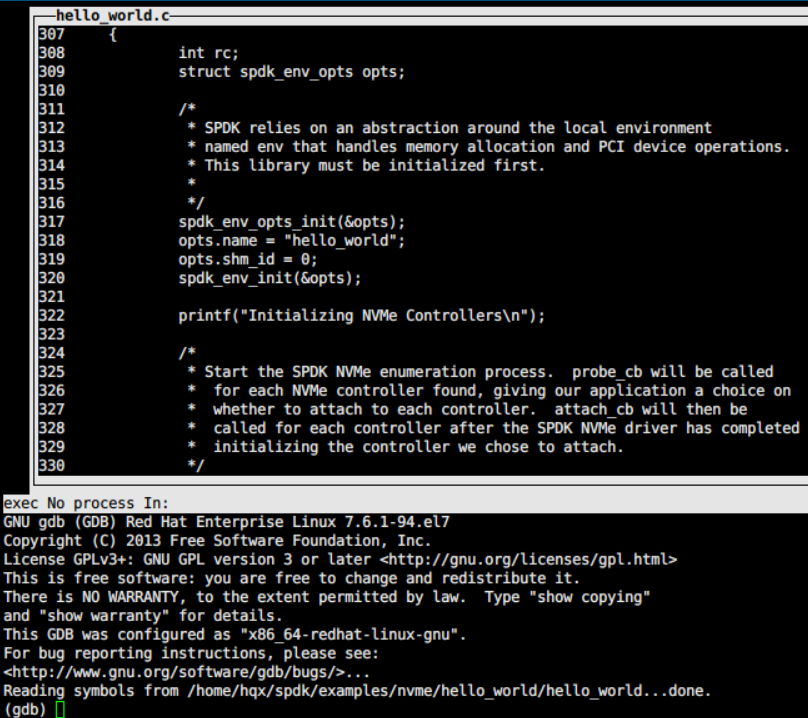 hello_world.c
307 {
308 int rc;
309 struct spdk_env_opts opts;
310
311 /*
312 * SPDK relies on an abstraction around the local environment
313 * named env that handles memory allocation and PCI device operations.
314 * This library must be initialized first.
315 *
316 */
317 spdk_env_opts_init(&opts);
318 opts.name = "hello_world";
319 opts.shm_id = 0;
320 spdk_env_init(&opts);
321
322 printf("Initializing NVMe Controllers\n");
323
324 /*
325 * Start the SPDK NVMe enumeration process.  probe_cb will be called
326 *  for each NVMe controller found, giving our application a choice on
327 *  whether to attach to each controller.  attach_cb will then be
328 *  called for each controller after the SPDK NVMe driver has completed
329 *  initializing the controller we chose to attach.
330 */
exec No process In:
GNU gdb (GDB) Red Hat Enterprise Linux 7.6.1-94.el7
Copyright (C) 2013 Free Software Foundation, Inc.
License GPLv3+: GNU GPL version 3 or later <http://gnu.org/licenses/gpl.html>
This is free software: you are free to change and redistribute it.
There is NO WARRANTY, to the extent permitted by law.  Type "show copying"
and "show warranty" for details.
This GDB was configured as "x86_64-redhat-linux-gnu".
For bug reporting instructions, please see:
<http://www.gnu.org/software/gdb/bugs/>...
Reading symbols from /home/hqx/spdk/examples/nvme/hello_world/hello_world...done.
(gdb)